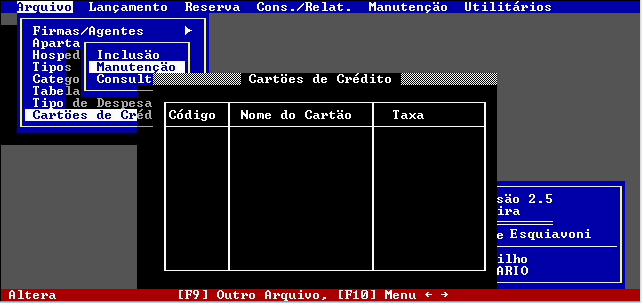 Arquivo Lançamento Reserva Cons./Relat. Manutenção Utilitários
Firmas/Agentes ►
Aparta
Hosped
Tipos
Catego
Tabela
Tipo de Despesa
Cartões de Créd
Inclusão
Manutenção
Consult
Cartões de Crédito
Código Nome do Cartão Taxa
são 2.5
ira
e Esquiavoni
ilho
ARIO
Altera [F9] Outro Arquivo, [F10] Menu ← →